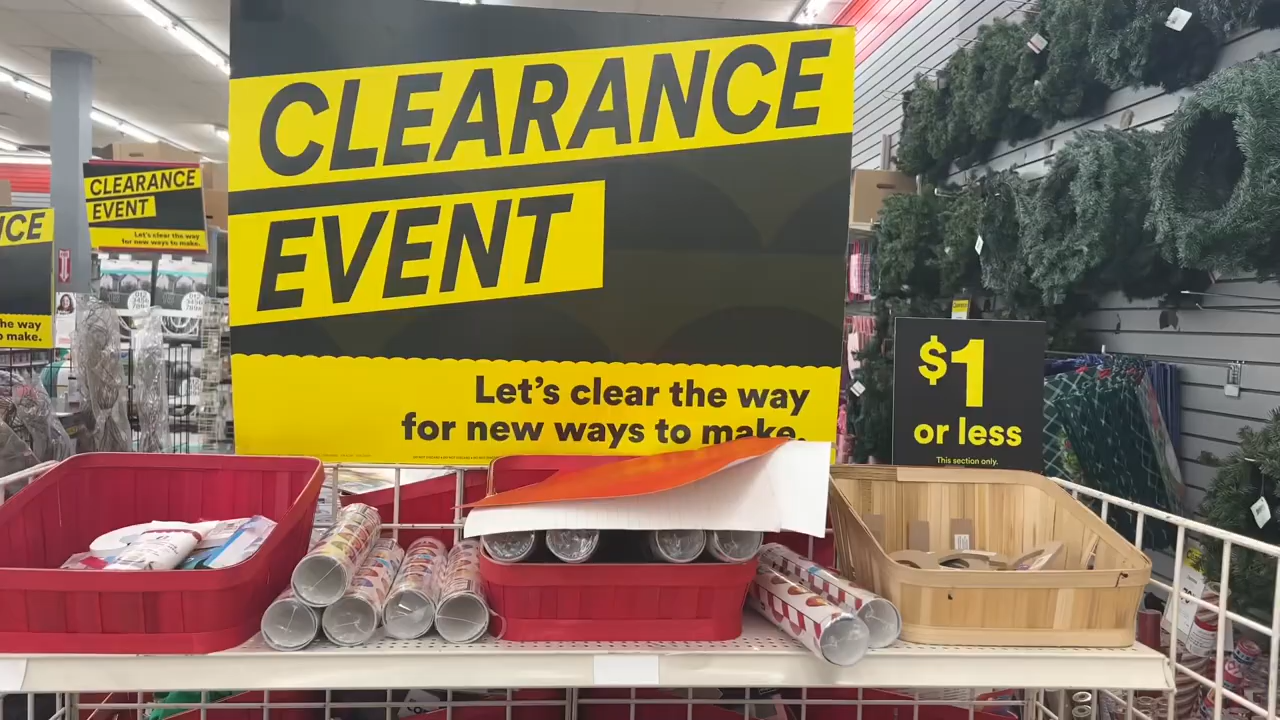 CLEARANCE
EVENT
Let's clear the way
for new ways to make.
CLEARANCE
EVENT
Let's clear the way
for new ways to make.
NCE
he way
o make.
$1
or less
This section only.